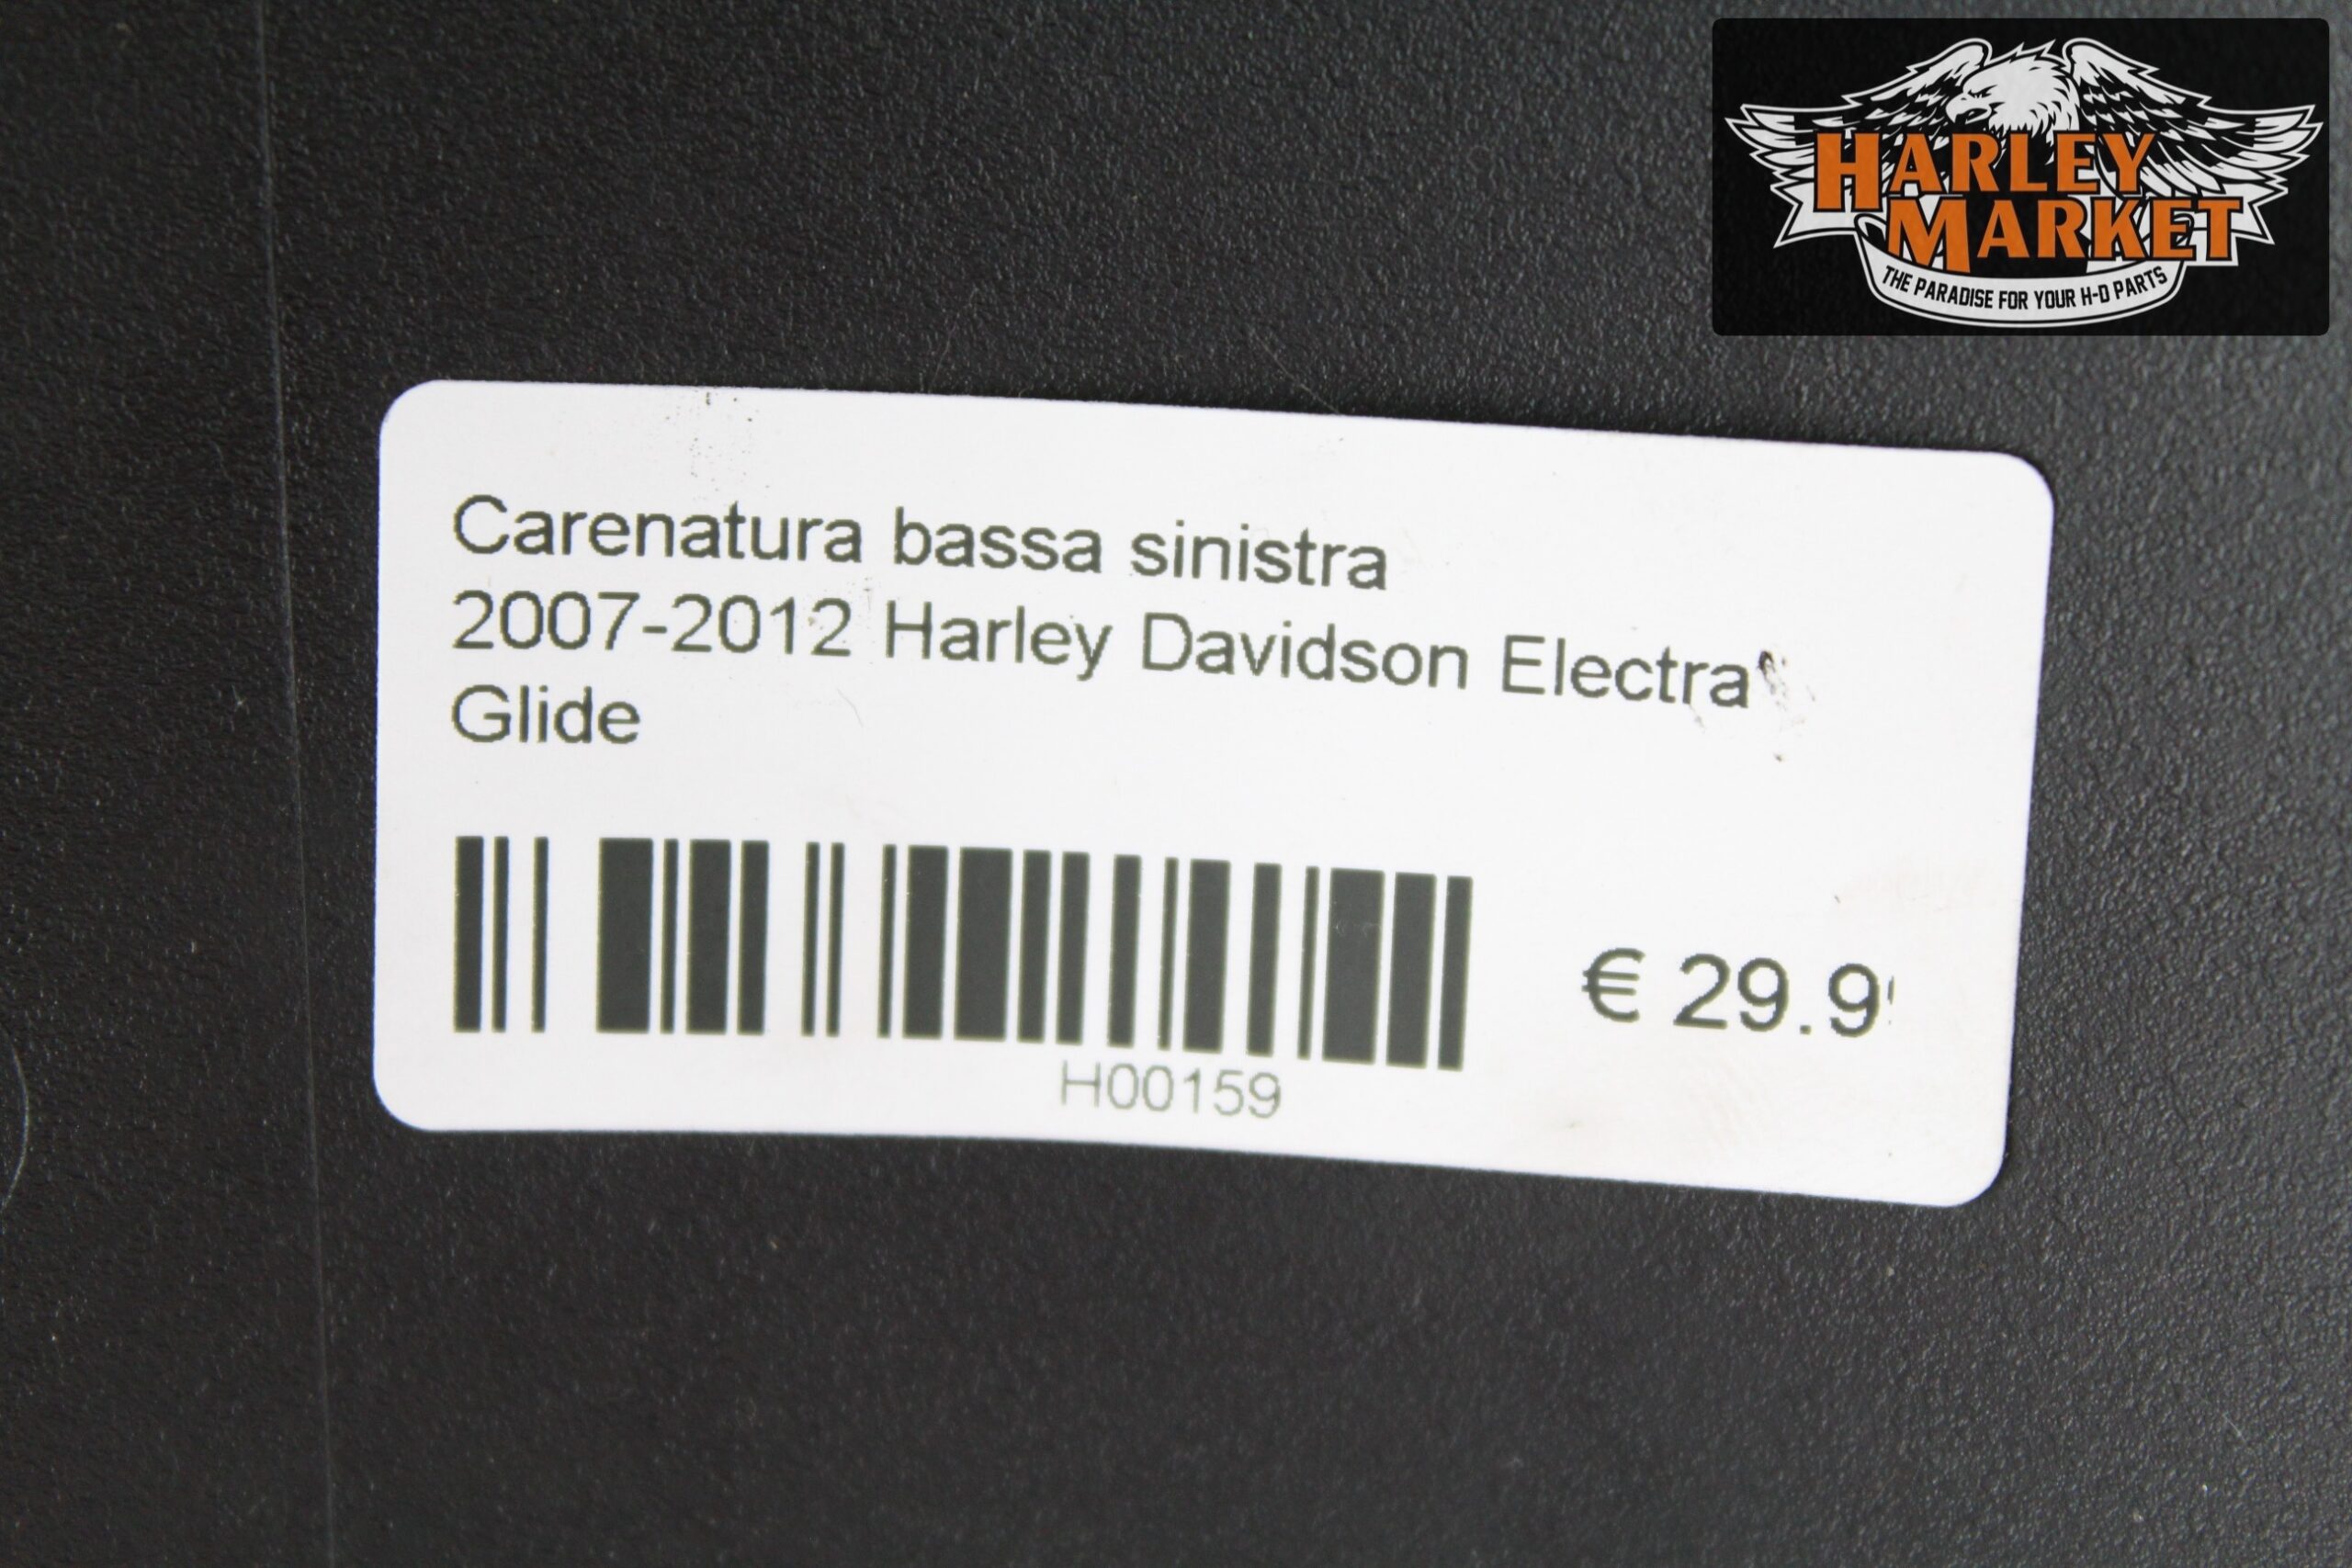 HARLEY
MARKET
THE PARADISE FOR YOUR H-D PARTS
Carenatura bassa sinistra
2007-2012 Harley Davidson Electra
Glide
H00159
€ 29.9